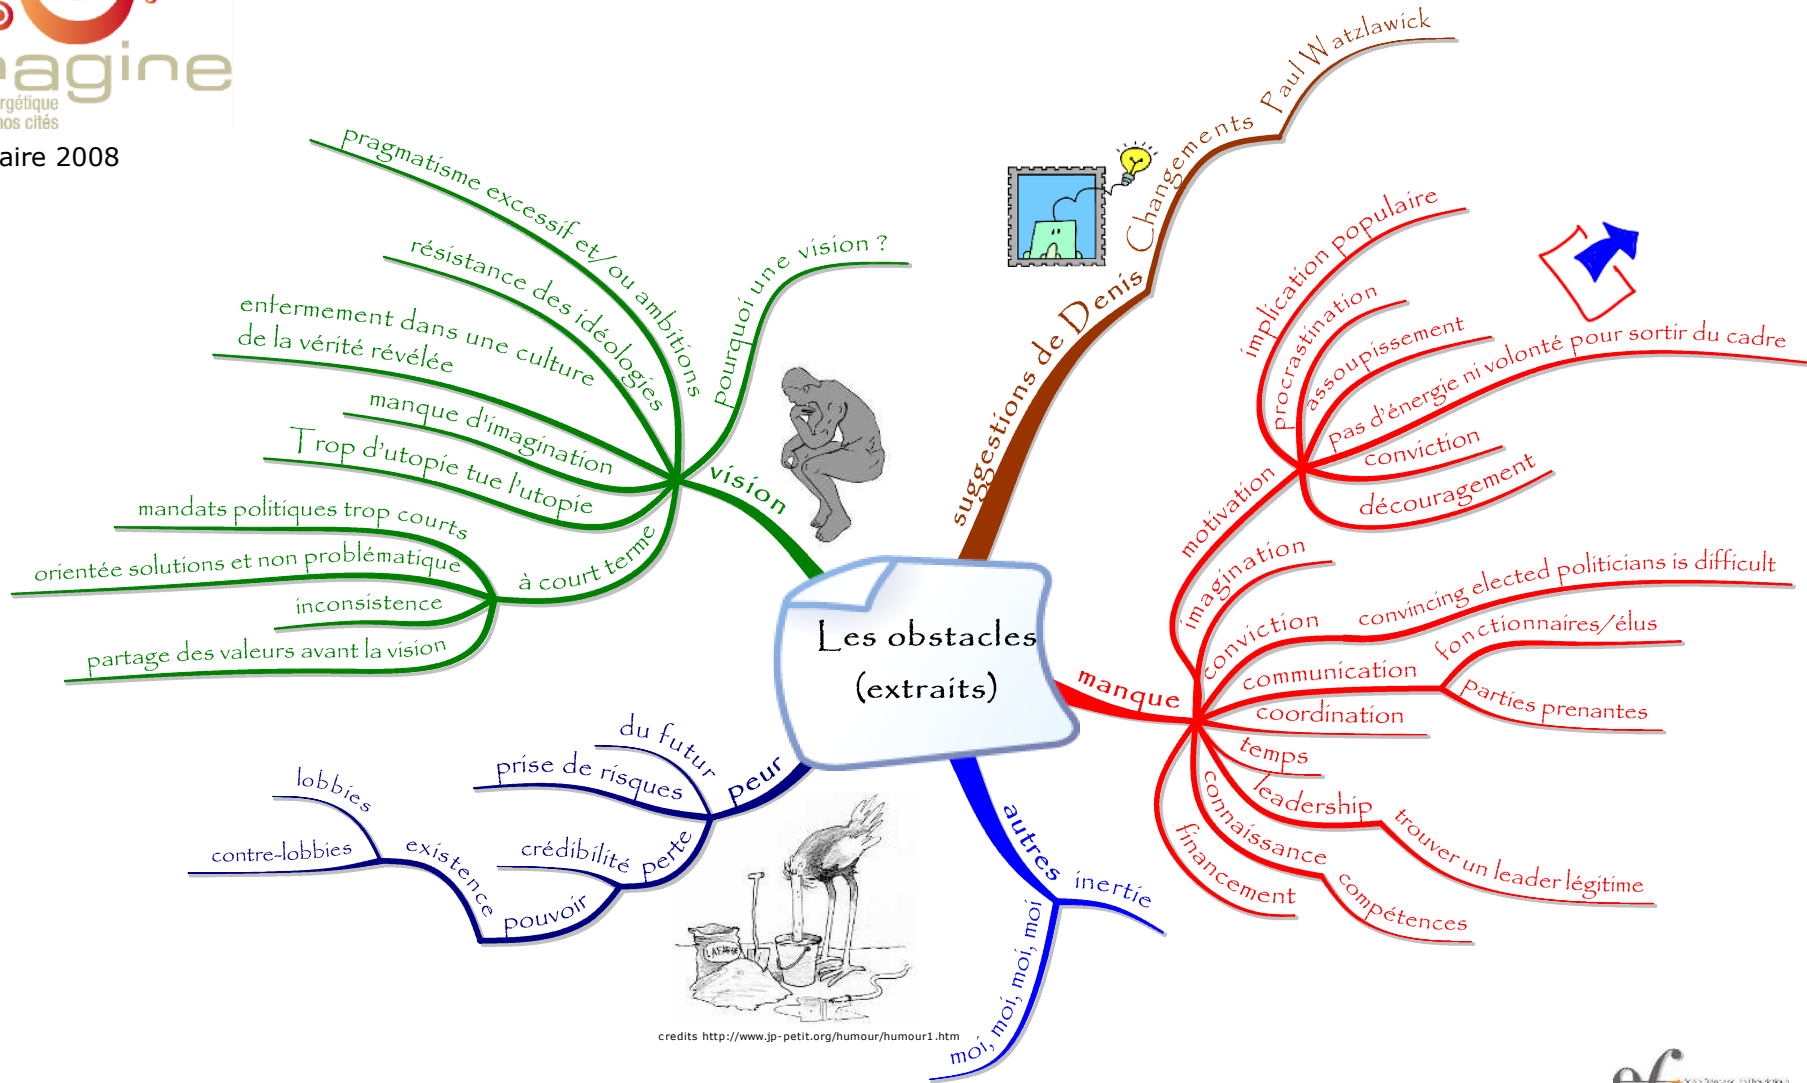 agine
rgétique
nos cités
aire 2008
Les obstacles
(extraits)
suggestions de Denis
Changements
Paul Watzlawick
vision
pourquoi une vision ?
pragmatisme excessif et/ou ambitions
résistance des idéologies
enfermement dans une culture
de la vérité révélée
manque d'imagination
Trop d'utopie tue l'utopie
à court terme
mandats politiques trop courts
orientée solutions et non problématique
inconsistence
partage des valeurs avant la vision
manque
motivation
implication populaire
procrastination
assoupissement
pas d'énergie ni volonté pour sortir du cadre
conviction
découragement
imagination
conviction
convincing elected politicians is difficult
communication
fonctionnaires/élus
parties prenantes
coordination
temps
leadership
trouver un leader légitime
connaissance
compétences
financement
peur
du futur
prise de risques
perte
crédibilité
pouvoir
existence
lobbies
contre-lobbies
autres
inertie
moi, moi, moi, moi
LAFARGE
credits http://www.jp-petit.org/humour/humour1.htm
ef